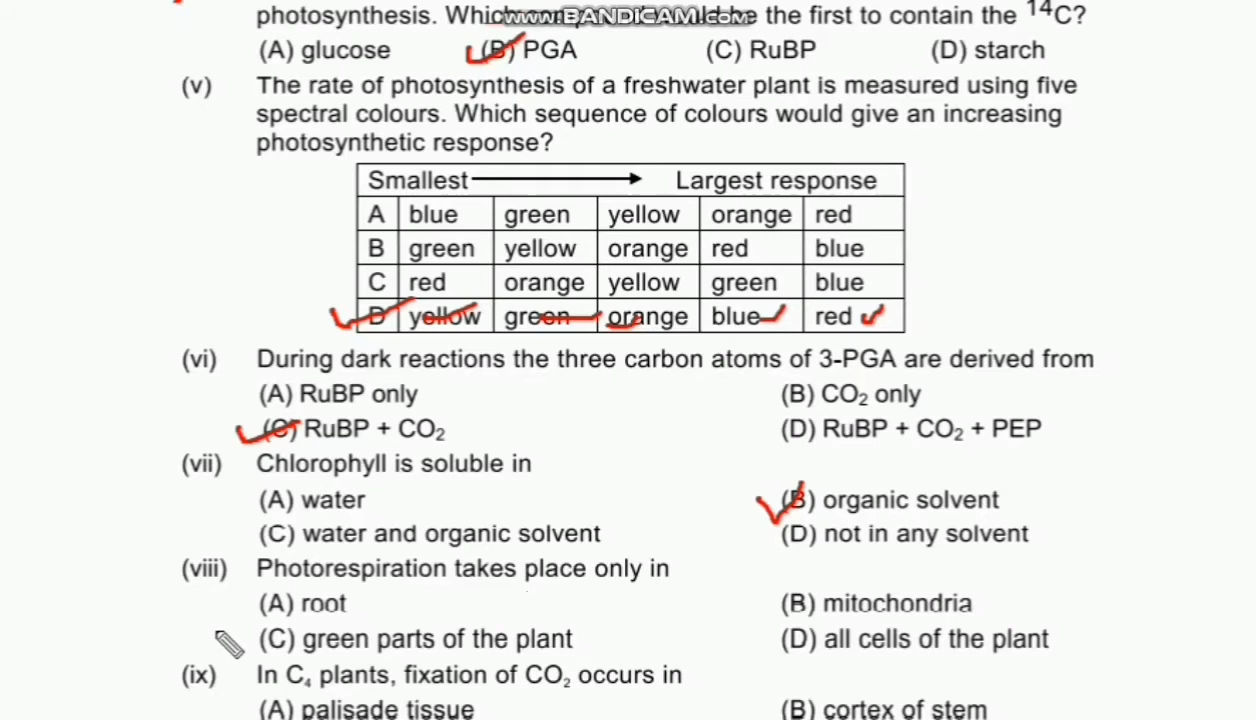 photosynthesis. Which would be the first to contain the ¹⁴C?
www.BANDICAM.com
(A) glucose (B) PGA (C) RuBP (D) starch
(v) The rate of photosynthesis of a freshwater plant is measured using five
spectral colours. Which sequence of colours would give an increasing
photosynthetic response?
Smallest Largest response
A blue green yellow orange red
B green yellow orange red blue
C red orange yellow green blue
D yellow green orange blue red
(vi) During dark reactions the three carbon atoms of 3-PGA are derived from
(A) RuBP only (B) CO₂ only
(C) RuBP + CO₂ (D) RuBP + CO₂ + PEP
(vii) Chlorophyll is soluble in
(A) water (B) organic solvent
(C) water and organic solvent (D) not in any solvent
(viii) Photorespiration takes place only in
(A) root (B) mitochondria
(C) green parts of the plant (D) all cells of the plant
(ix) In C₄ plants, fixation of CO₂ occurs in
(A) palisade tissue (B) cortex of stem